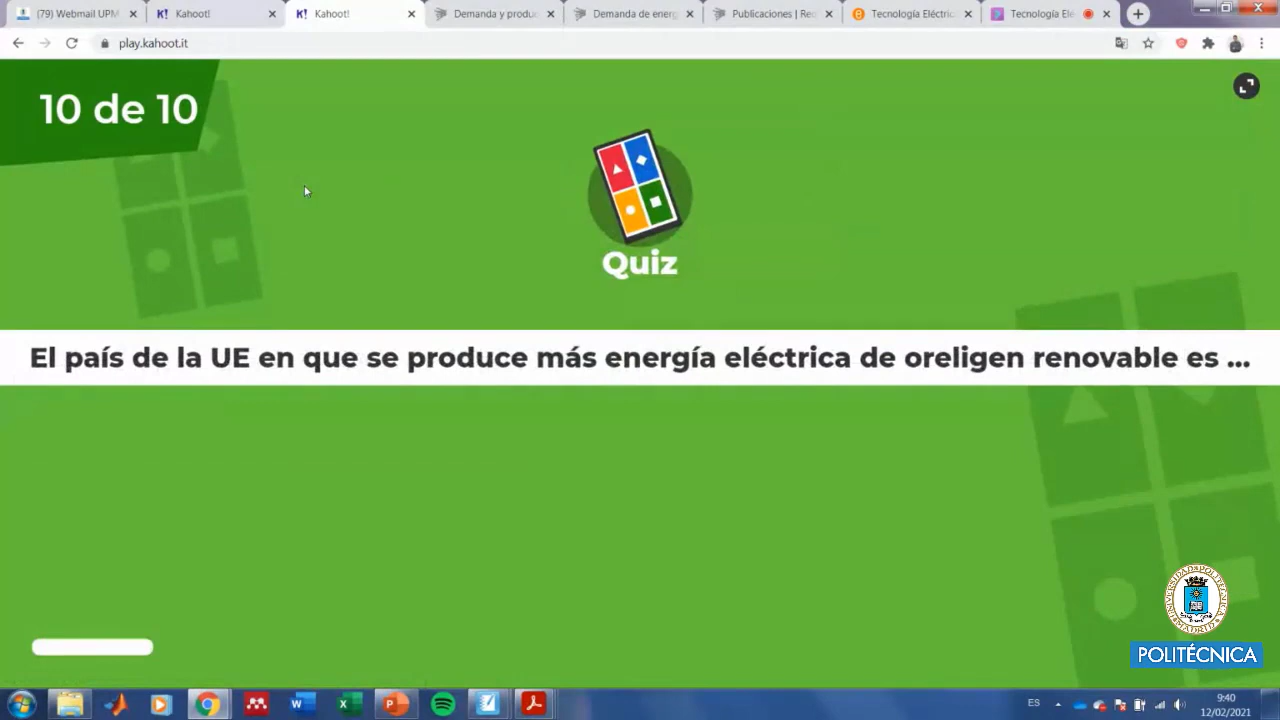 (79) Webmail UPM
Kahoot!
Kahoot!
Demanda y produ
Demanda de energ
Publicaciones | Re
Tecnología Eléctric
Tecnología Elé
play.kahoot.it
10 de 10
Quiz
El país de la UE en que se produce más energía eléctrica de oreligen renovable es ...
POLITÉCNICA
ES
9:40
12/02/2021